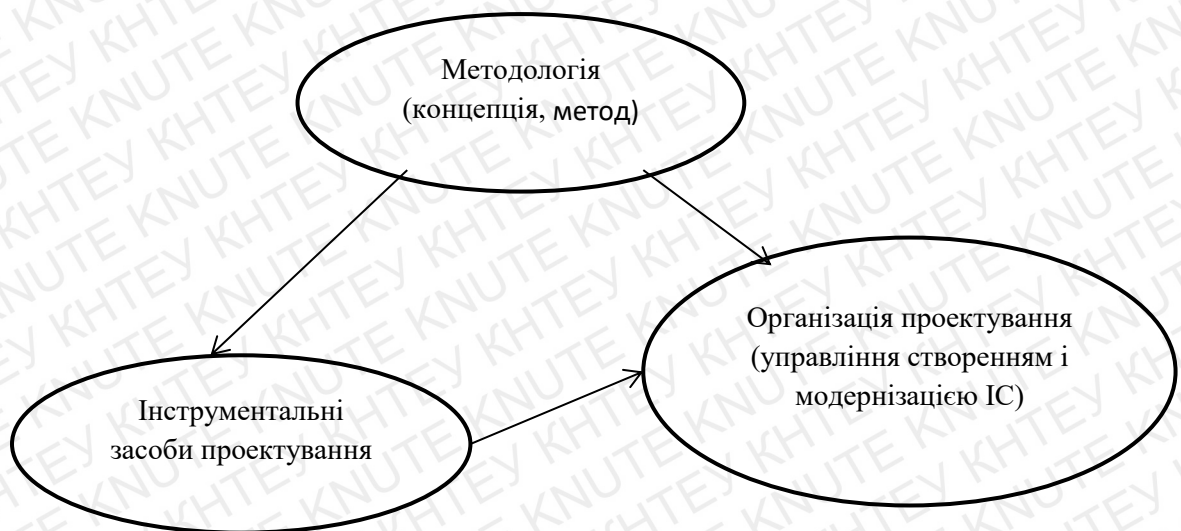 Методологія
(концепція, метод)
Організація проектування
(управління створенням і
модернізацією ІС)
Інструментальні
засоби проектування